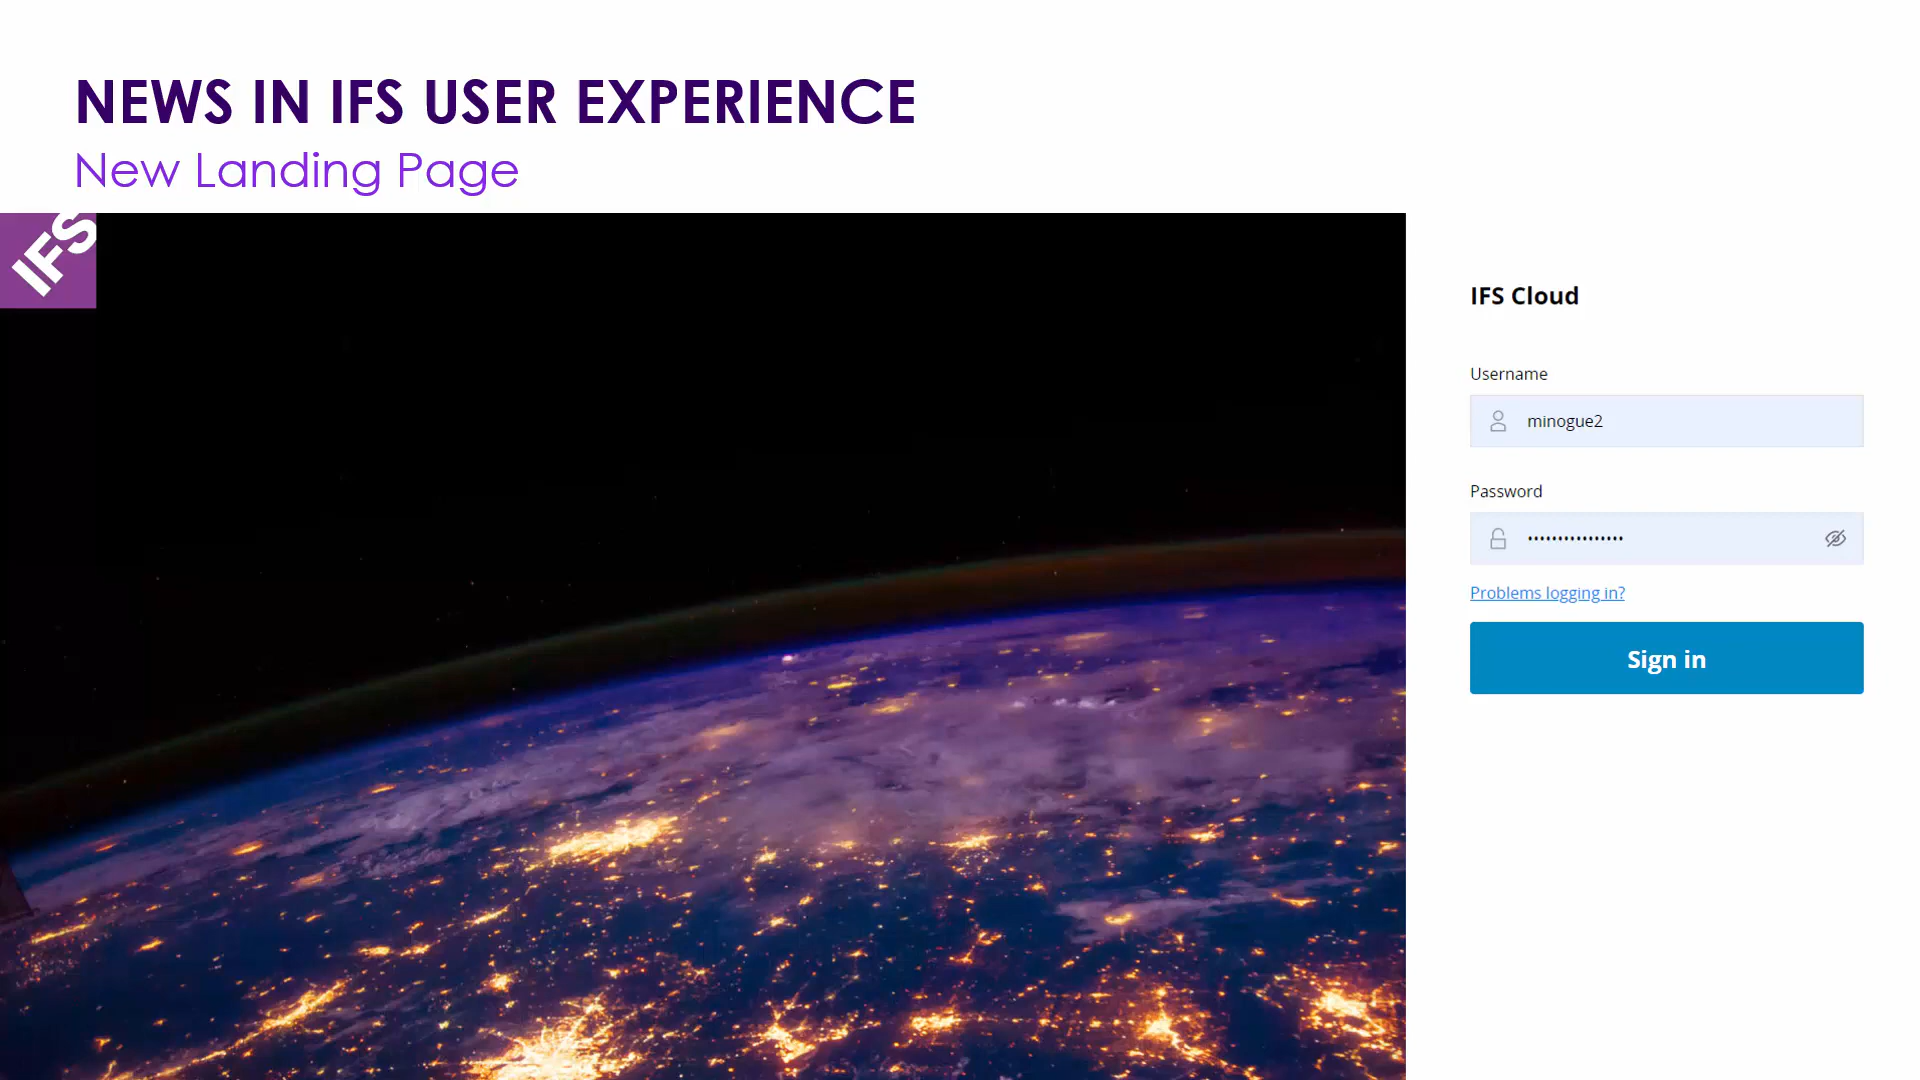 NEWS IN IFS USER EXPERIENCE
New Landing Page
IFS
IFS Cloud
Username
minogue2
Password
••••••••••••••••
Problems logging in?
Sign in